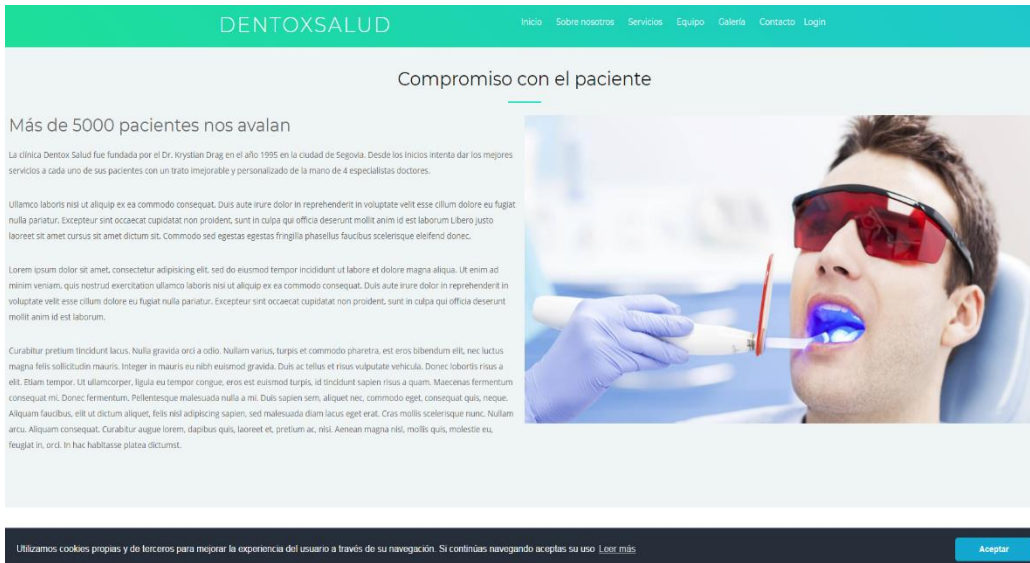 DENTOXSALUD
Inicio Sobre nosotros Servicios Equipo Galería Contacto Login
Compromiso con el paciente
Más de 5000 pacientes nos avalan
La clínica Dentox Salud fue fundada por el Dr. Krystian Drag en el año 1995 en la ciudad de Segovia. Desde los inicios intenta dar los mejores
servicios a cada uno de sus pacientes con un trato imejorable y personalizado de la mano de 4 especialistas doctores.
Ullamco laboris nisi ut aliquip ex ea commodo consequat. Duis aute irure dolor in reprehenderit in voluptate velit esse cillum dolore eu fugiat
nulla pariatur. Excepteur sint occaecat cupidatat non proident, sunt in culpa qui officia deserunt mollit anim id est laborum Libero justo
laoreet sit amet cursus sit amet dictum sit. Commodo sed egestas egestas fringilla phasellus faucibus scelerisque eleifend donec.
Lorem ipsum dolor sit amet, consectetur adipisicing elit, sed do eiusmod tempor incididunt ut labore et dolore magna aliqua. Ut enim ad
minim veniam, quis nostrud exercitation ullamco laboris nisi ut aliquip ex ea commodo consequat. Duis aute irure dolor in reprehenderit in
voluptate velit esse cillum dolore eu fugiat nulla pariatur. Excepteur sint occaecat cupidatat non proident, sunt in culpa qui officia deserunt
mollit anim id est laborum.
Curabitur pretium tincidunt lacus. Nulla gravida orci a odio. Nullam varius, turpis et commodo pharetra, est eros bibendum elit, nec luctus
magna felis sollicitudin mauris. Integer in mauris eu nibh euismod gravida. Duis ac tellus et risus vulputate vehicula. Donec lobortis risus a
elit. Etiam tempor. Ut ullamcorper, ligula eu tempor congue, eros est euismod turpis, id tincidunt sapien risus a quam. Maecenas fermentum
consequat mi. Donec fermentum. Pellentesque malesuada nulla a mi. Duis sapien sem, aliquet nec, commodo eget, consequat quis, neque.
Aliquam faucibus, elit ut dictum aliquet, felis nisl adipiscing sapien, sed malesuada diam lacus eget erat. Cras mollis scelerisque nunc. Nullam
arcu. Aliquam consequat. Curabitur augue lorem, dapibus quis, laoreet et, pretium ac, nisi. Aenean magna nisl, mollis quis, molestie eu,
feugiat in, orci. In hac habitasse platea dictumst.
Utilizamos cookies propias y de terceros para mejorar la experiencia del usuario a través de su navegación. Si continúas navegando aceptas su uso Leer más
Aceptar